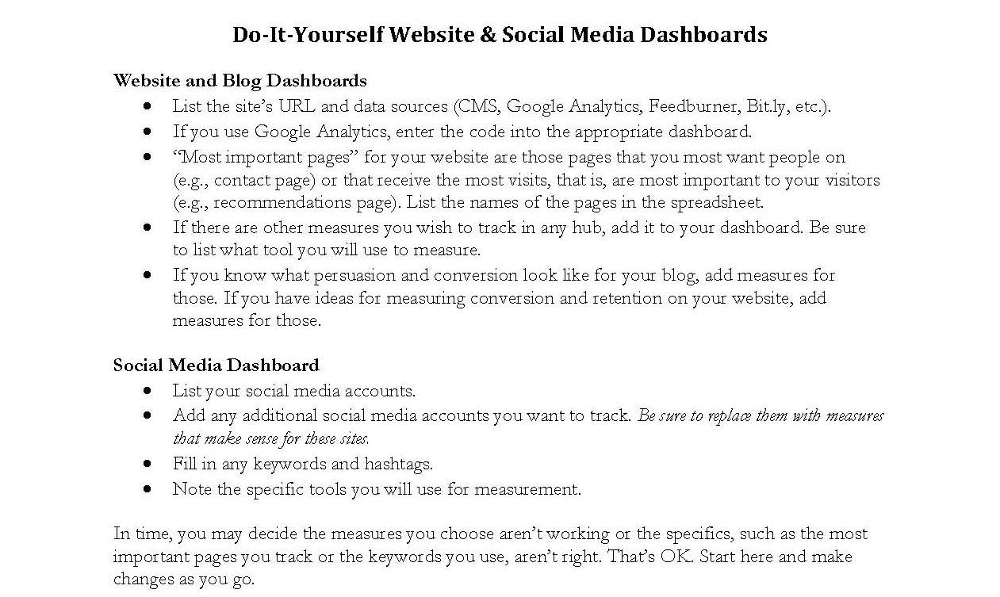 Do-It-Yourself Website & Social Media Dashboards
Website and Blog Dashboards
• List the site's URL and data sources (CMS, Google Analytics, Feedburner, Bit.ly, etc.).
• If you use Google Analytics, enter the code into the appropriate dashboard.
• “Most important pages” for your website are those pages that you most want people on
(e.g., contact page) or that receive the most visits, that is, are most important to your visitors
(e.g., recommendations page). List the names of the pages in the spreadsheet.
• If there are other measures you wish to track in any hub, add it to your dashboard. Be sure
to list what tool you will use to measure.
• If you know what persuasion and conversion look like for your blog, add measures for
those. If you have ideas for measuring conversion and retention on your website, add
measures for those.
Social Media Dashboard
• List your social media accounts.
• Add any additional social media accounts you want to track. Be sure to replace them with measures
that make sense for these sites.
• Fill in any keywords and hashtags.
• Note the specific tools you will use for measurement.
In time, you may decide the measures you choose aren't working or the specifics, such as the most
important pages you track or the keywords you use, aren't right. That's OK. Start here and make
changes as you go.